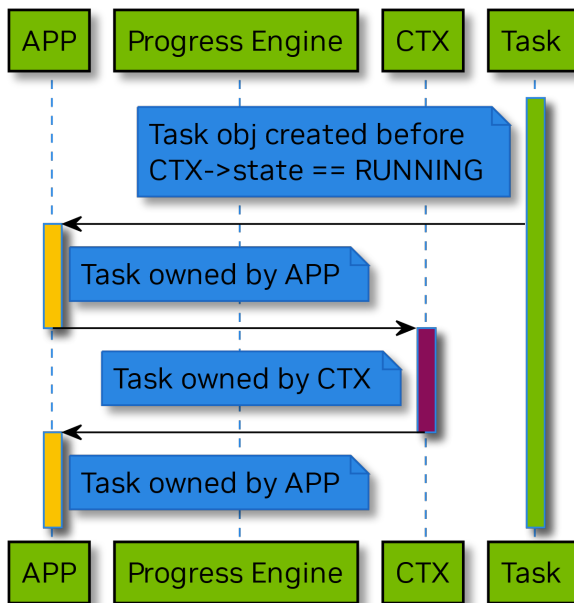 APP
Progress Engine
CTX
Task
Task obj created before
CTX->state == RUNNING
Task owned by APP
Task owned by CTX
Task owned by APP
APP
Progress Engine
CTX
Task